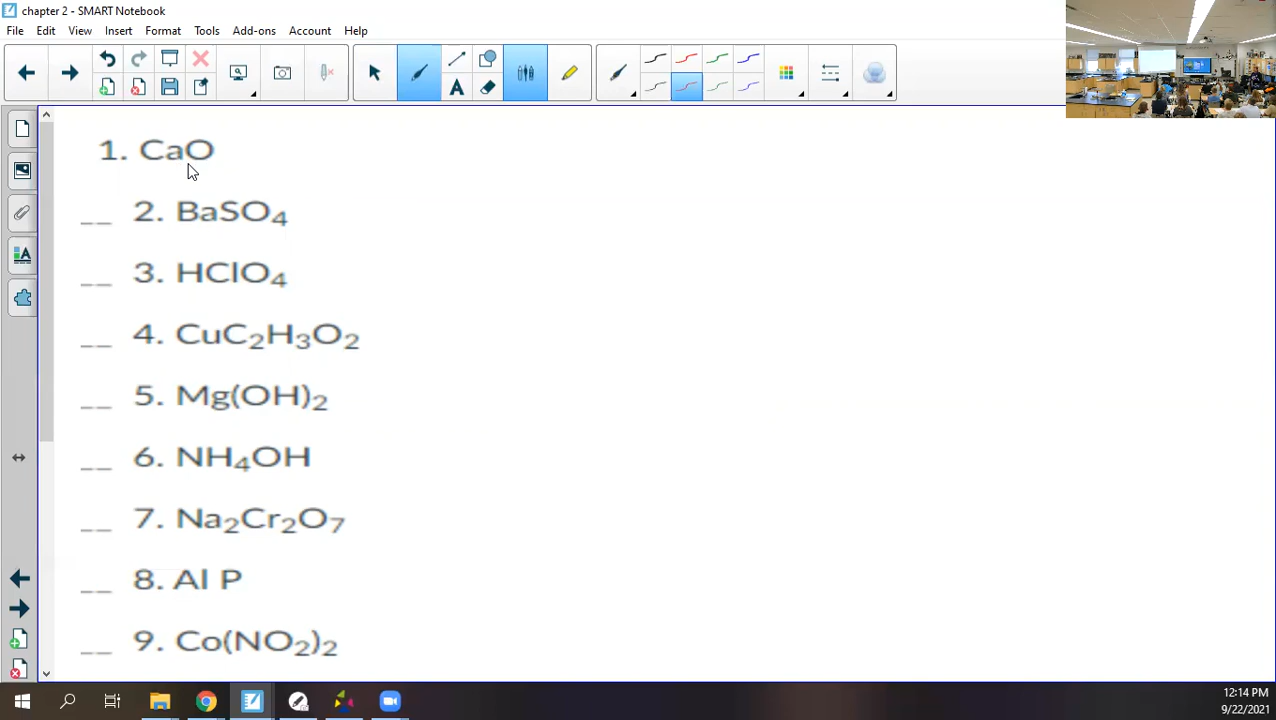 chapter 2 - SMART Notebook
File Edit View Insert Format Tools Add-ons Account Help
1. CaO
__ 2. BaSO₄
__ 3. HClO₄
__ 4. CuC₂H₃O₂
__ 5. Mg(OH)₂
__ 6. NH₄OH
__ 7. Na₂Cr₂O₇
__ 8. Al P
__ 9. Co(NO₂)₂
12:14 PM
9/22/2021